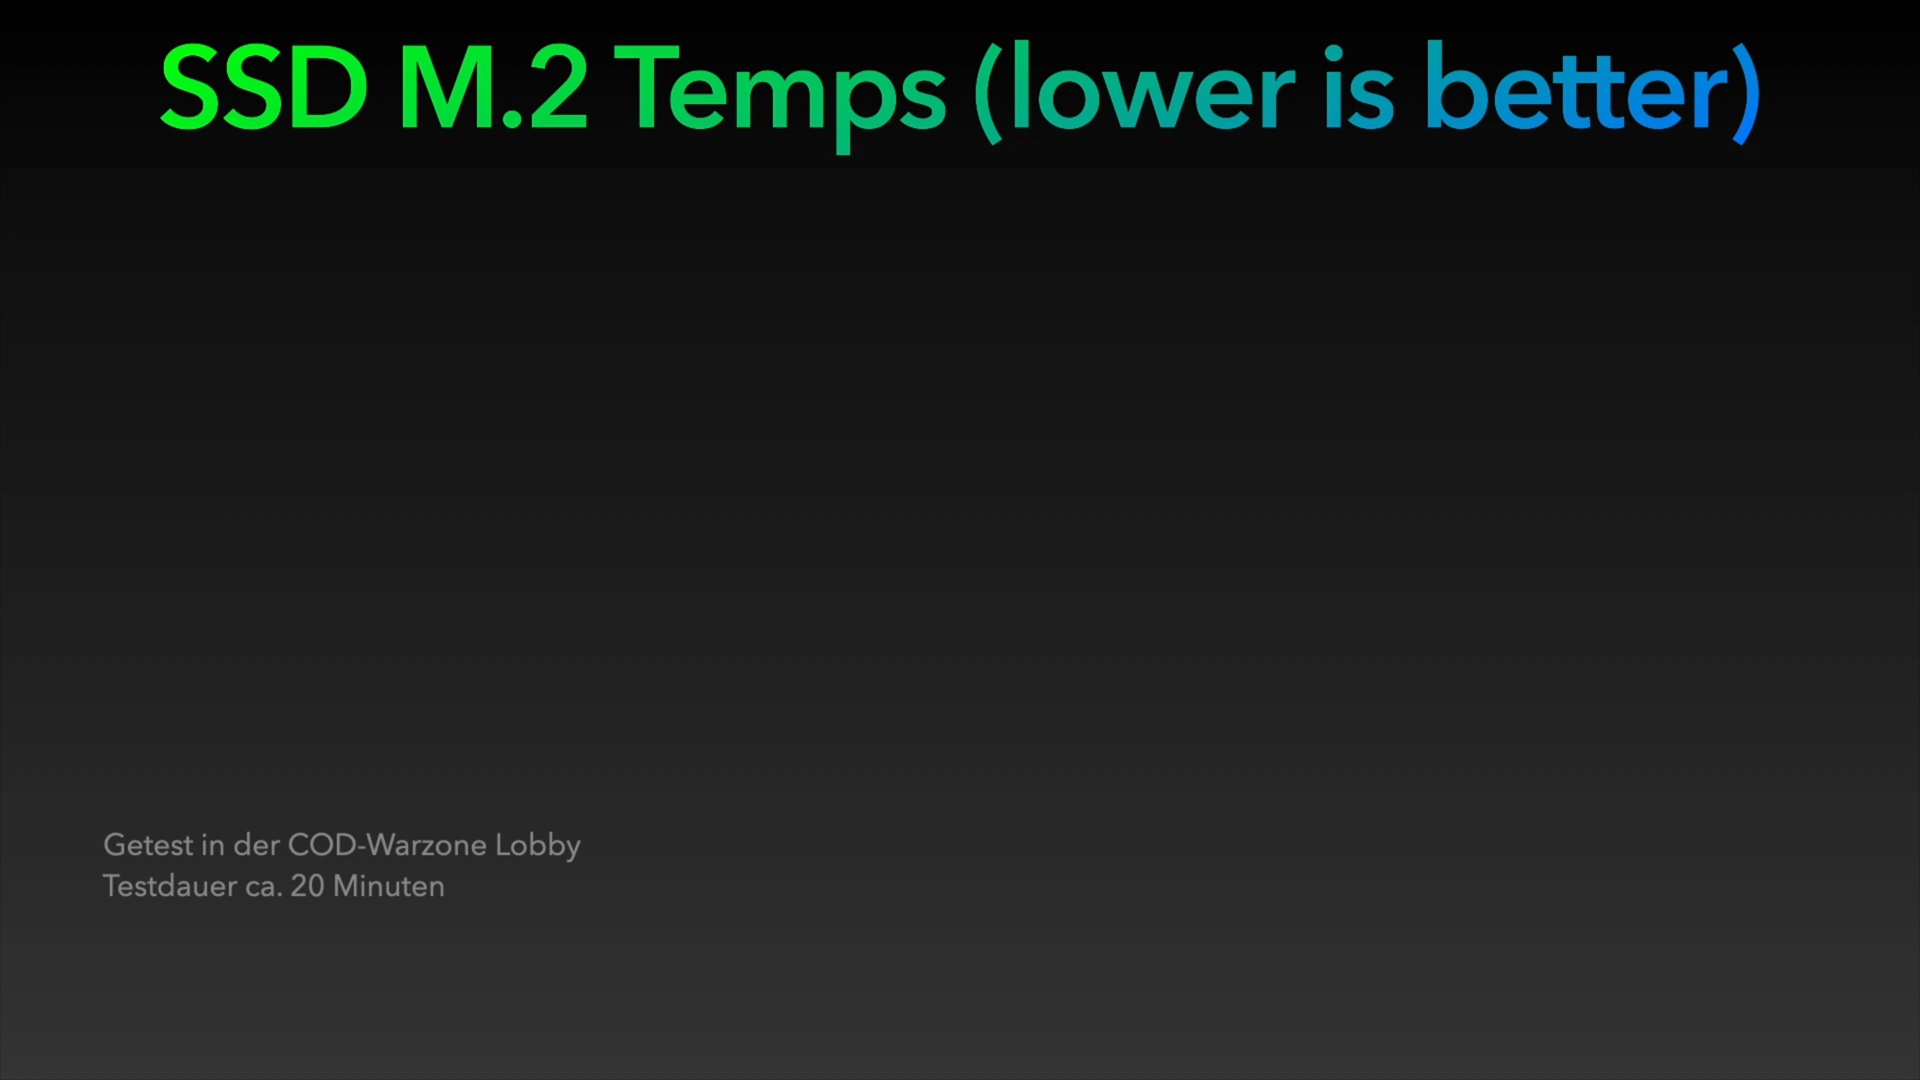 SSD M.2 Temps (lower is better)
Getest in der COD-Warzone Lobby
Testdauer ca. 20 Minuten